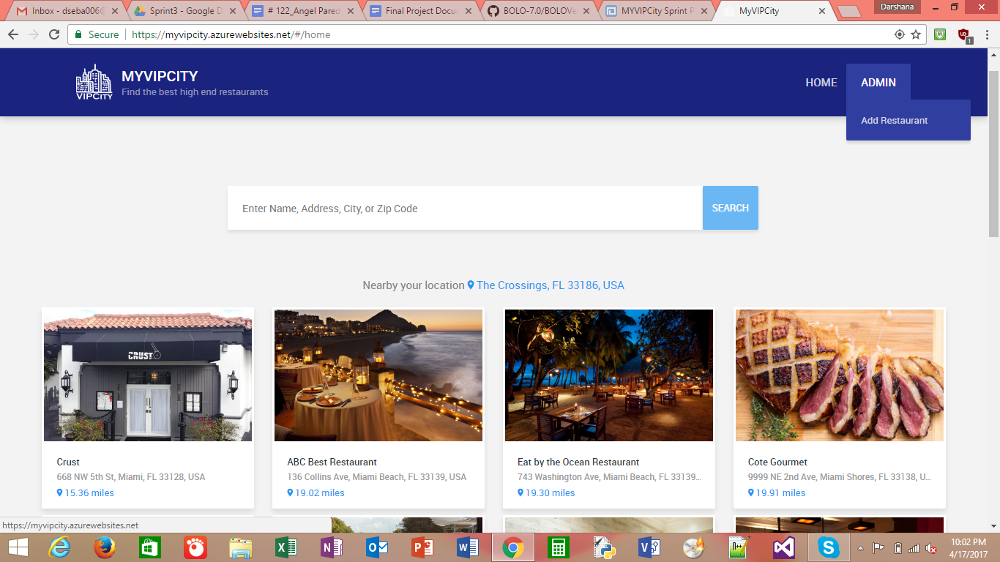 Inbox - dseba006@
Sprint3 - Google D
# 122_Angel Pared
Final Project Docu
BOLO-7.0/BOLOVe
MYVIPCity Sprint P
MyVIPCity
Darshana
Secure
https://myvipcity.azurewebsites.net/#/home
1
VIPCITY
MYVIPCITY
Find the best high end restaurants
HOME
ADMIN
Add Restaurant
Enter Name, Address, City, or Zip Code
SEARCH
Nearby your location The Crossings, FL 33186, USA
CRUST
Crust
668 NW 5th St, Miami, FL 33128, USA
15.36 miles
ABC Best Restaurant
136 Collins Ave, Miami Beach, FL 33139, USA
19.02 miles
Eat by the Ocean Restaurant
743 Washington Ave, Miami Beach, FL 33139...
19.30 miles
Cote Gourmet
9999 NE 2nd Ave, Miami Shores, FL 33138, U...
19.91 miles
https://myvipcity.azurewebsites.net
10:02 PM
4/17/2017